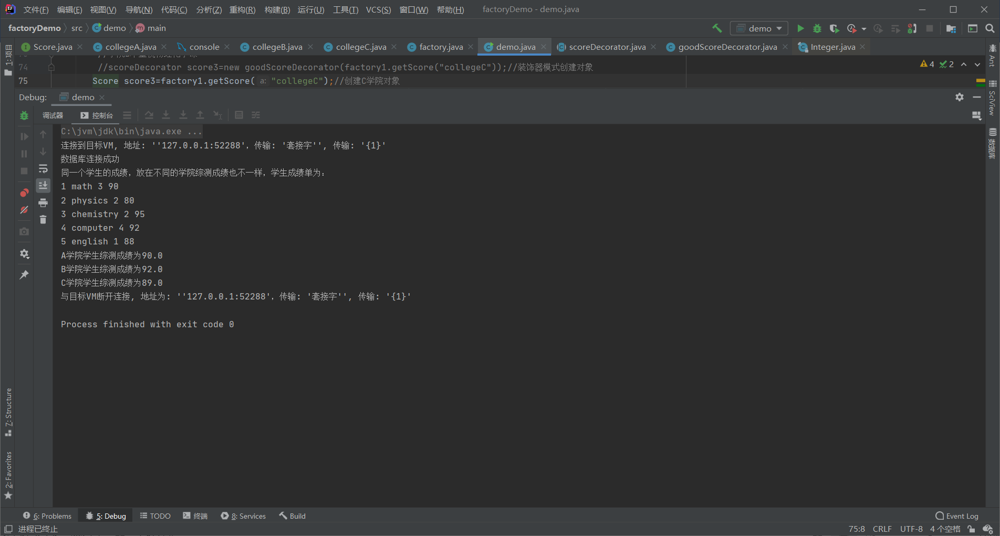 文件(F) 编辑(E) 视图(V) 导航(N) 代码(C) 分析(Z) 重构(R) 构建(B) 运行(U) 工具(T) VCS(S) 窗口(W) 帮助(H) factoryDemo - demo.java
factoryDemo src demo main demo
Score.java collegeA.java console collegeB.java collegeC.java factory.java demo.java scoreDecorator.java goodScoreDecorator.java Integer.java
74 //scoreDecorator score3=new goodScoreDecorator(factory1.getScore("collegeC"));//装饰器模式创建对象 4 2
75 Score score3=factory1.getScore( a: "collegeC");//创建C学院对象
Debug: demo
调试器 控制台
C:\jvm\jdk\bin\java.exe ...
连接到目标VM, 地址: ''127.0.0.1:52288', 传输: '套接字'', 传输: '{1}'
数据库连接成功
同一个学生的成绩，放在不同的学院综测成绩也不一样，学生成绩单为：
1 math 3 90
2 physics 2 80
3 chemistry 2 95
4 computer 4 92
5 english 1 88
A学院学生综测成绩为90.0
B学院学生综测成绩为92.0
C学院学生综测成绩为89.0
与目标VM断开连接, 地址为: ''127.0.0.1:52288', 传输: '套接字'', 传输: '{1}'
Process finished with exit code 0
1: 项目
Z: Structure
2: Favorites
Ant
SciView
数据库
6: Problems 5: Debug TODO 终端 8: Services Build Event Log
进程已终止 75:8 CRLF UTF-8 4 个空格